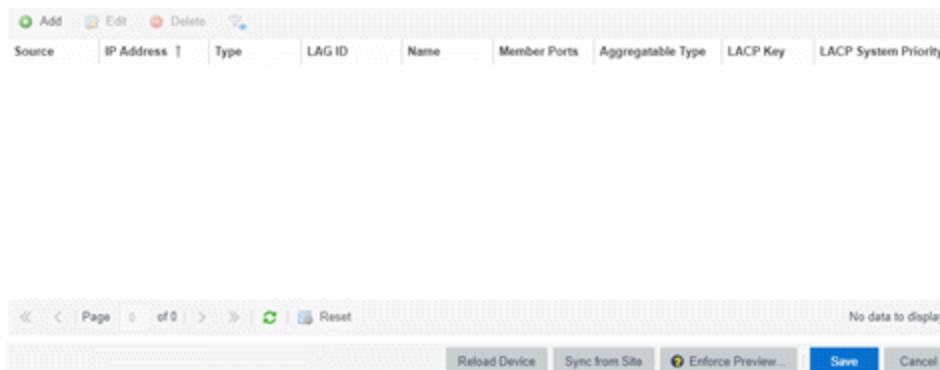 Add Edit Delete
Source IP Address Type LAG ID Name Member Ports Aggregatable Type LACP Key LACP System Priority
Page 0 of 0 Reset No data to display
Reload Device Sync from Site Enforce Preview... Save Cancel